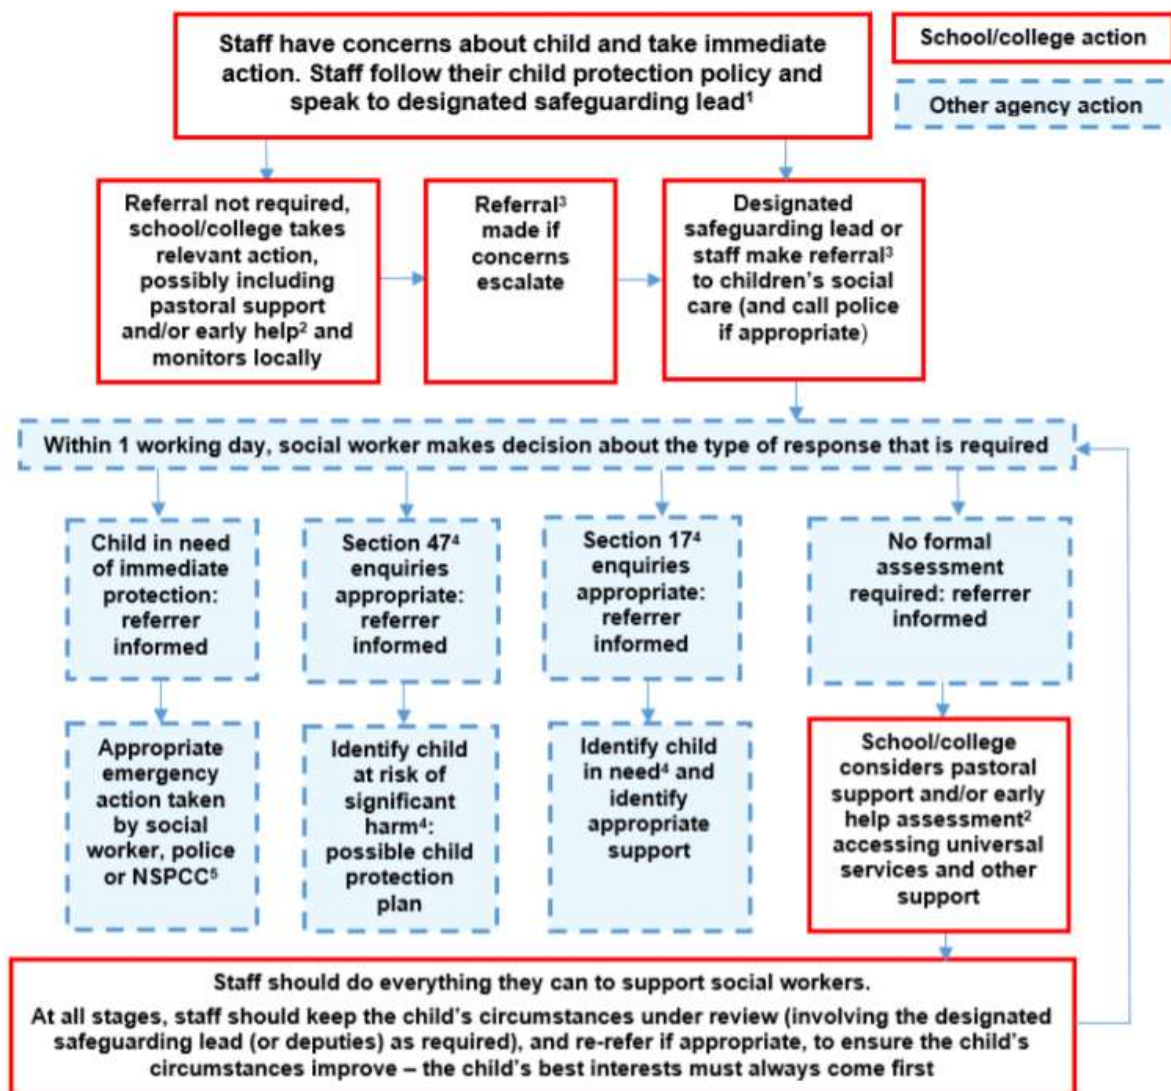 Staff have concerns about child and take immediate
action. Staff follow their child protection policy and
speak to designated safeguarding lead¹
School/college action
Other agency action
Referral not required,
school/college takes
relevant action,
possibly including
pastoral support
and/or early help² and
monitors locally
Referral³
made if
concerns
escalate
Designated
safeguarding lead or
staff make referral³
to children's social
care (and call police
if appropriate)
Within 1 working day, social worker makes decision about the type of response that is required
Child in need
of immediate
protection:
referrer
informed
Section 47⁴
enquiries
appropriate:
referrer
informed
Section 17⁴
enquiries
appropriate:
referrer
informed
No formal
assessment
required: referrer
informed
Appropriate
emergency
action taken
by social
worker, police
or NSPCC⁵
Identify child
at risk of
significant
harm⁴:
possible child
protection
plan
Identify child
in need⁴ and
identify
appropriate
support
School/college
considers pastoral
support and/or early
help assessment²
accessing universal
services and other
support
Staff should do everything they can to support social workers.
At all stages, staff should keep the child's circumstances under review (involving the designated
safeguarding lead (or deputies) as required), and re-refer if appropriate, to ensure the child's
circumstances improve – the child's best interests must always come first